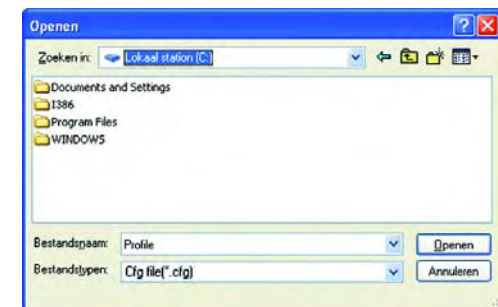 Openen
Zoeken in: Lokaal station (C:)
Documents and Settings
I386
Program Files
WINDOWS
Bestandsnaam: Profile Openen
Bestandstypen: Cfg file(*.cfg) Annuleren